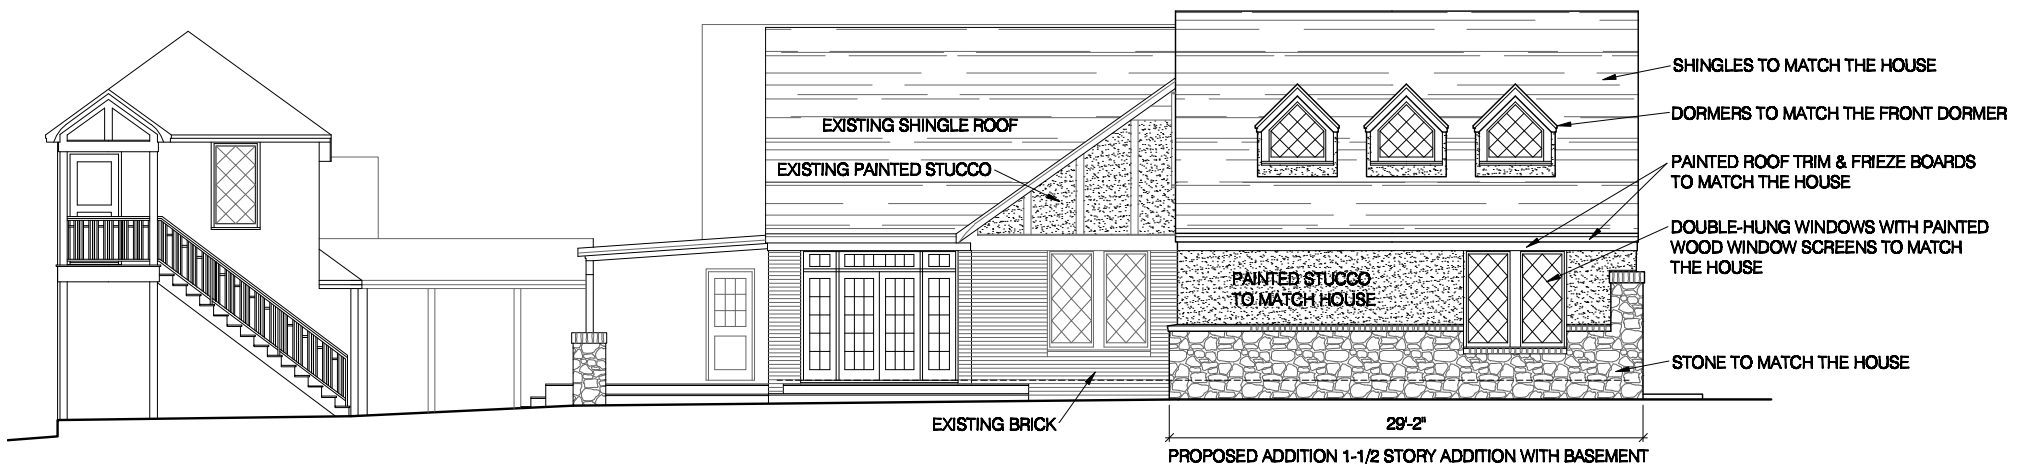 SHINGLES TO MATCH THE HOUSE
DORMERS TO MATCH THE FRONT DORMER
EXISTING SHINGLE ROOF
EXISTING PAINTED STUCCO
PAINTED ROOF TRIM & FRIEZE BOARDS
TO MATCH THE HOUSE
DOUBLE-HUNG WINDOWS WITH PAINTED
WOOD WINDOW SCREENS TO MATCH
THE HOUSE
PAINTED STUCCO
TO MATCH HOUSE
STONE TO MATCH THE HOUSE
EXISTING BRICK
29'-2"
PROPOSED ADDITION 1-1/2 STORY ADDITION WITH BASEMENT